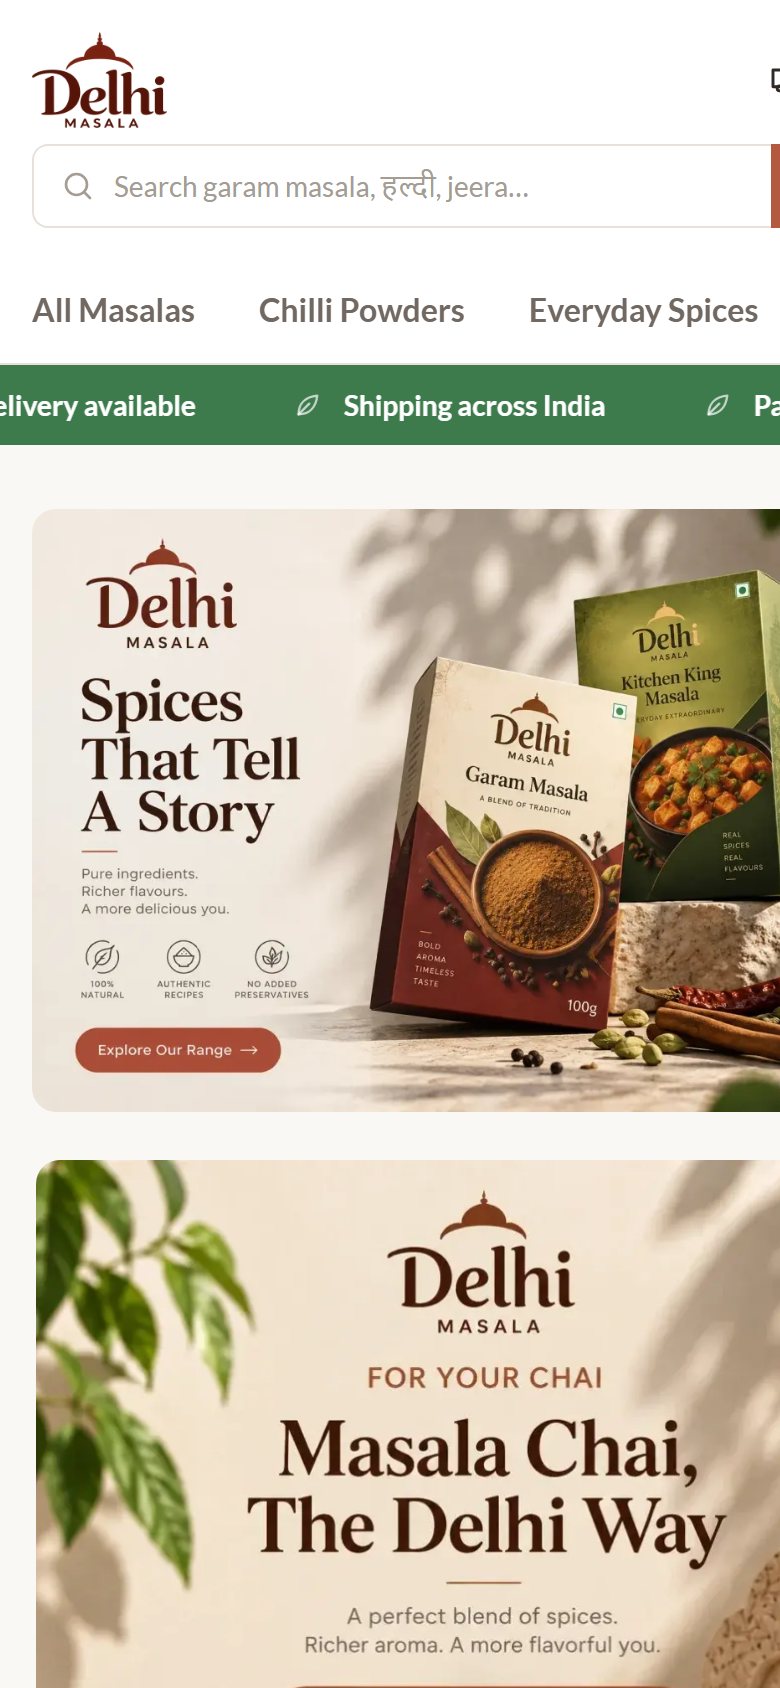 Delhi
MASALA
Search garam masala, हल्दी, jeera...
All Masalas Chilli Powders Everyday Spices
elivery available Shipping across India Pa
Delhi
MASALA
Spices
That Tell
A Story
Pure ingredients.
Richer flavours.
A more delicious you.
100%
NATURAL
AUTHENTIC
RECIPES
NO ADDED
PRESERVATIVES
Explore Our Range
Delhi
MASALA
Garam Masala
A BLEND OF TRADITION
BOLD
AROMA
TIMELESS
TASTE
100g
Delhi
MASALA
Kitchen King
Masala
ERYDAY EXTRAORDINARY
REAL
SPICES
REAL
FLAVOURS
Delhi
MASALA
FOR YOUR CHAI
Masala Chai,
The Delhi Way
A perfect blend of spices.
Richer aroma. A more flavorful you.